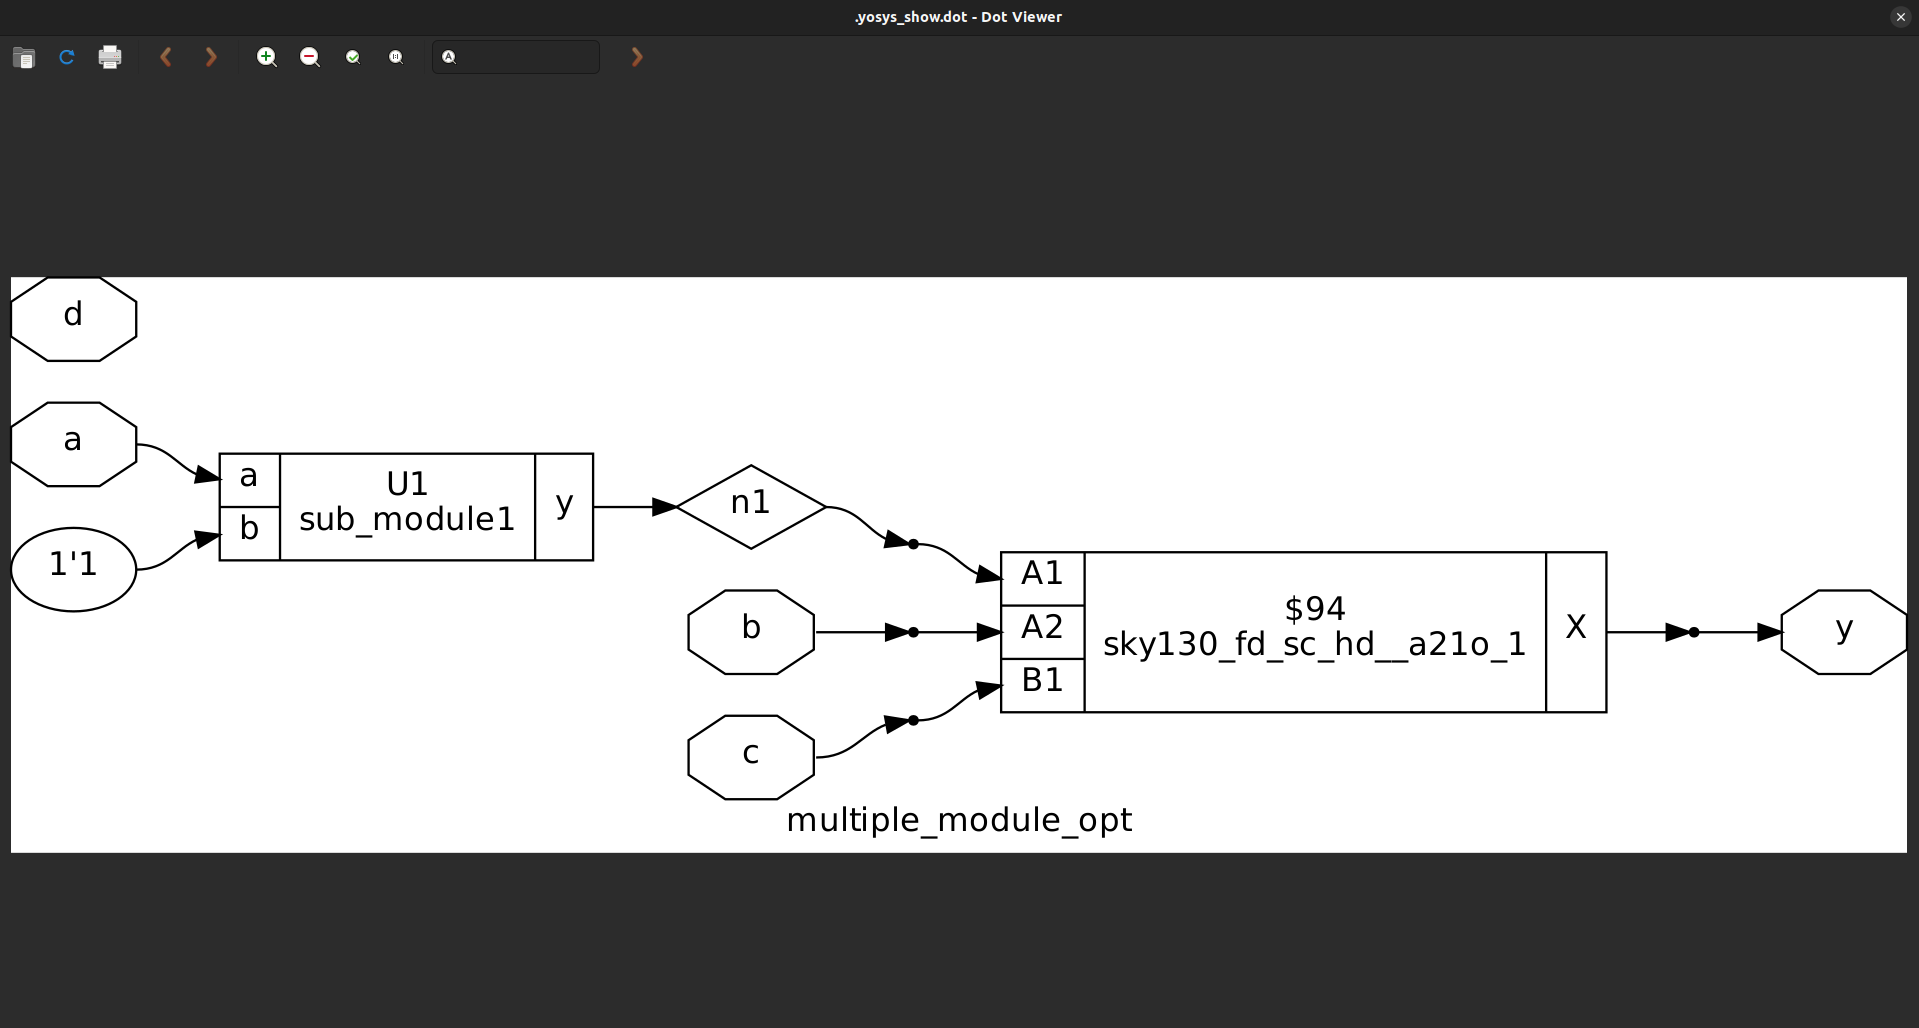 .yosys_show.dot - Dot Viewer
d
a
1'1
a
b
U1
sub_module1
y
n1
b
c
A1
A2
B1
$94
sky130_fd_sc_hd__a21o_1
X
y
multiple_module_opt